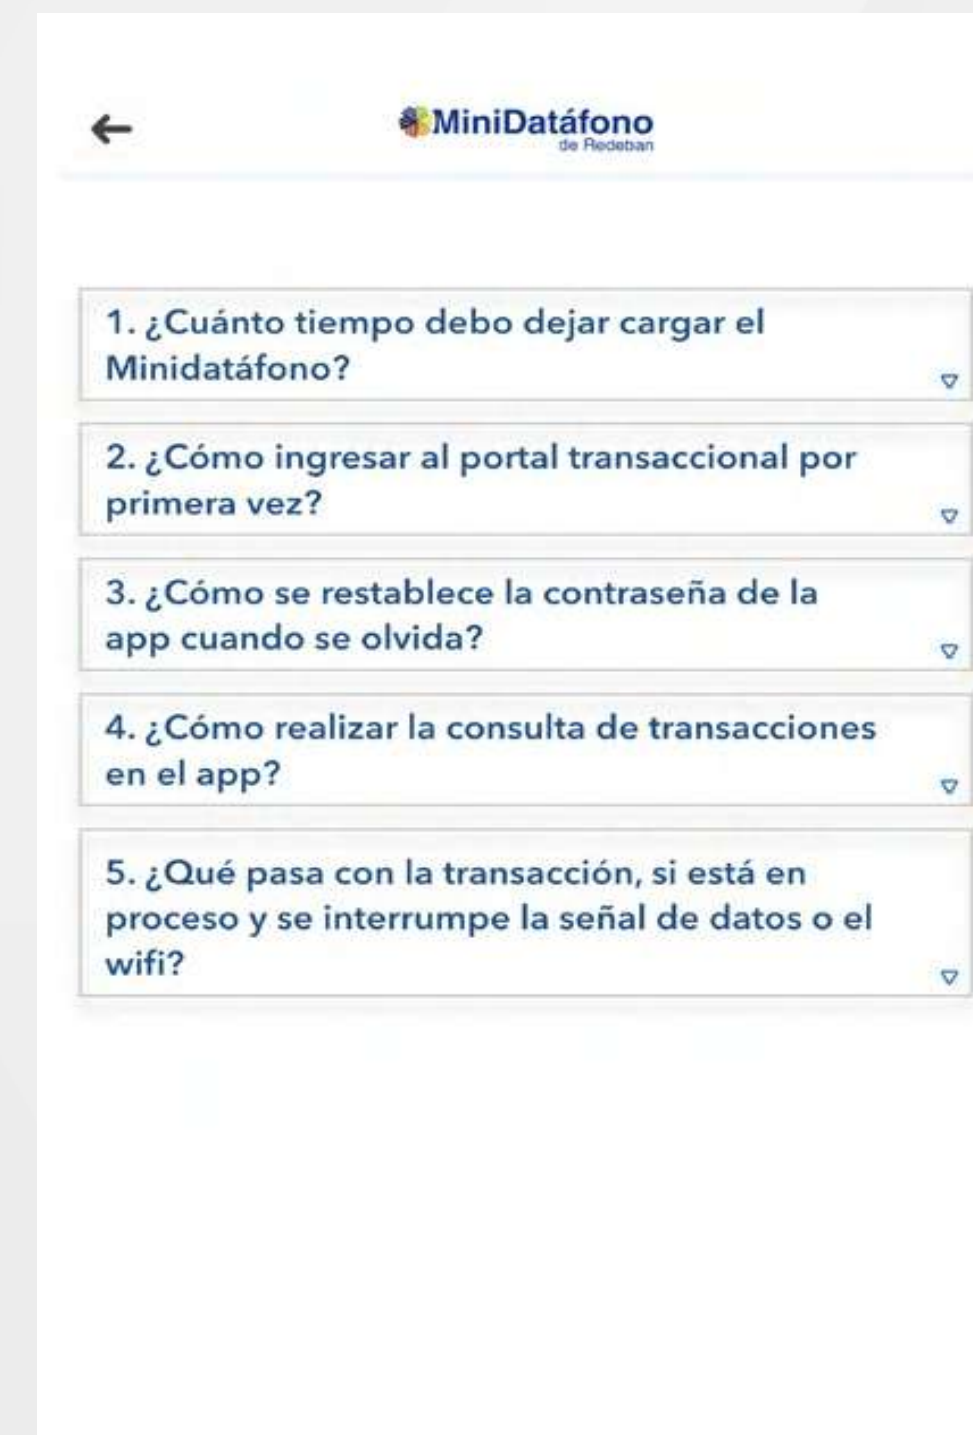 MiniDatáfono
de Redeban
1. ¿Cuánto tiempo debo dejar cargar el
Minidatáfono?
2. ¿Cómo ingresar al portal transaccional por
primera vez?
3. ¿Cómo se restablece la contraseña de la
app cuando se olvida?
4. ¿Cómo realizar la consulta de transacciones
en el app?
5. ¿Qué pasa con la transacción, si está en
proceso y se interrumpe la señal de datos o el
wifi?